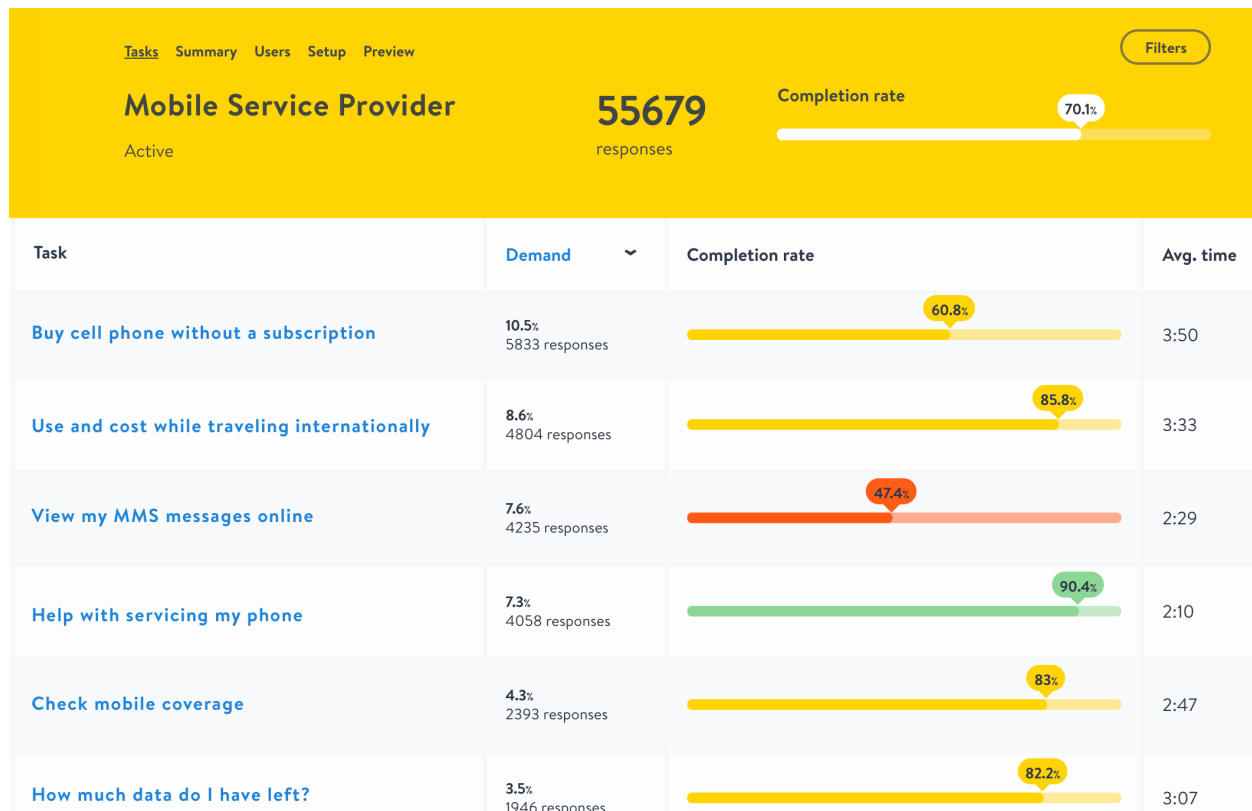 Tasks Summary Users Setup Preview
Filters
Mobile Service Provider
Active
55679
responses
Completion rate
70.1%
Task
Demand
Completion rate
Avg. time
Buy cell phone without a subscription
10.5%
5833 responses
60.8%
3:50
Use and cost while traveling internationally
8.6%
4804 responses
85.8%
3:33
View my MMS messages online
7.6%
4235 responses
47.4%
2:29
Help with servicing my phone
7.3%
4058 responses
90.4%
2:10
Check mobile coverage
4.3%
2393 responses
83%
2:47
How much data do I have left?
3.5%
1946 responses
82.2%
3:07